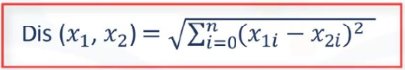 Dis (x₁, x₂) = √∑ⁿᵢ₌₀(x₁ᵢ − x₂ᵢ)²